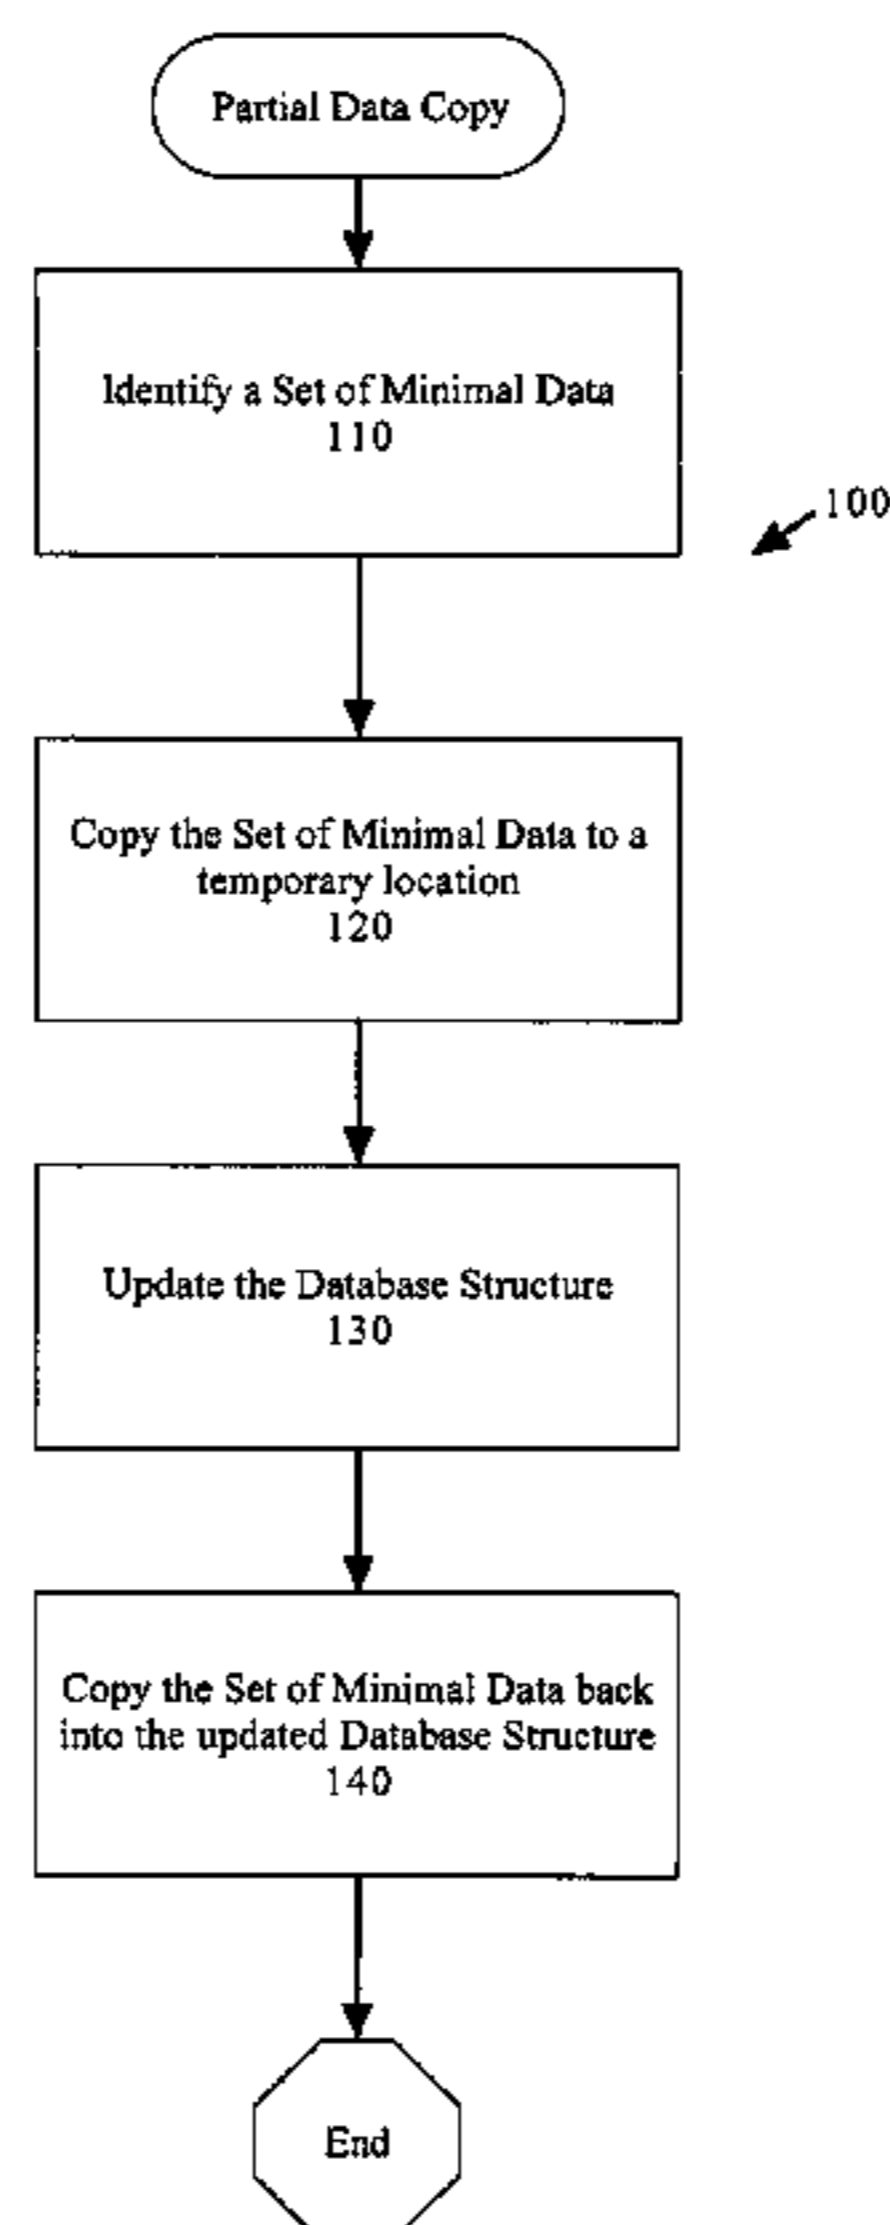 Partial Data Copy
Identify a Set of Minimal Data
110
100
Copy the Set of Minimal Data to a
temporary location
120
Update the Database Structure
130
Copy the Set of Minimal Data back
into the updated Database Structure
140
End